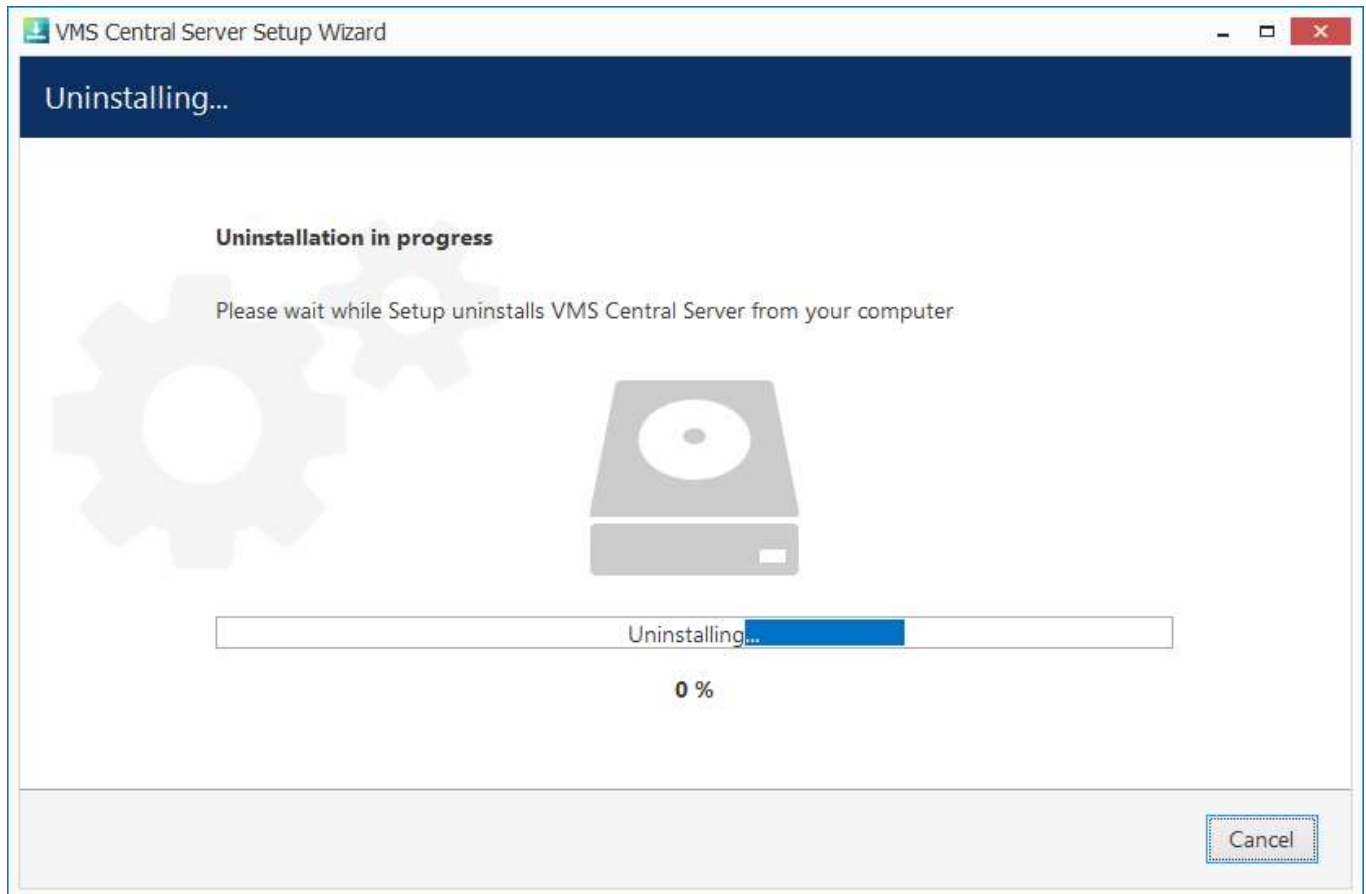 VMS Central Server Setup Wizard
Uninstalling...
Uninstallation in progress
Please wait while Setup uninstalls VMS Central Server from your computer
Uninstalling...
0 %
Cancel